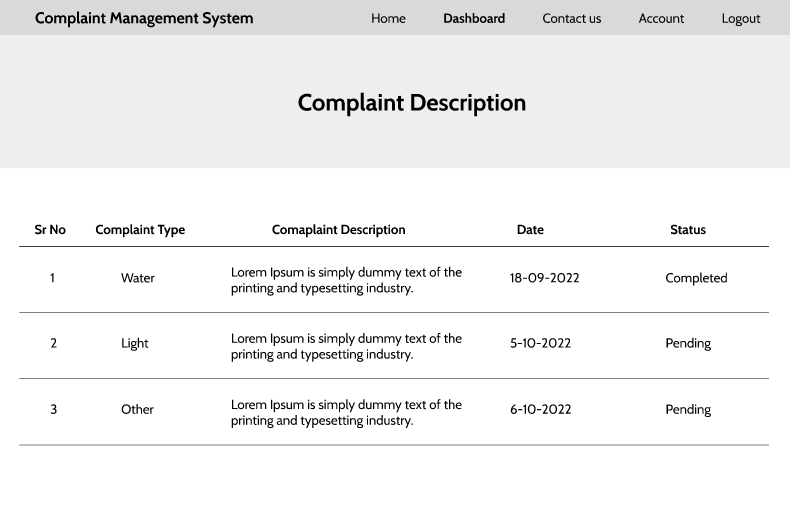 Complaint Management System Home Dashboard Contact us Account Logout
Complaint Description
Sr No Complaint Type Comaplaint Description Date Status
1 Water Lorem Ipsum is simply dummy text of the printing and typesetting industry. 18-09-2022 Completed
2 Light Lorem Ipsum is simply dummy text of the printing and typesetting industry. 5-10-2022 Pending
3 Other Lorem Ipsum is simply dummy text of the printing and typesetting industry. 6-10-2022 Pending